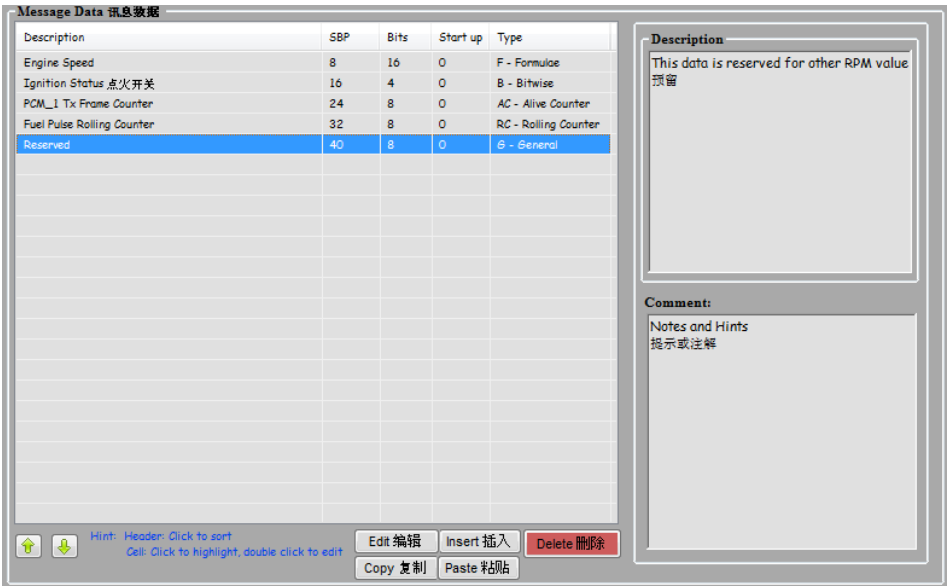 Message Data 讯息数据
Description SBP Bits Start up Type
Engine Speed 8 16 0 F - Formulae
Ignition Status 点火开关 16 4 0 B - Bitwise
PCM_1 Tx Frame Counter 24 8 0 AC - Alive Counter
Fuel Pulse Rolling Counter 32 8 0 RC - Rolling Counter
Reserved 40 8 0 G - General
Hint: Header: Click to sort
Cell: Click to highlight, double click to edit
Edit 编辑 Insert 插入 Delete 删除
Copy 复制 Paste 粘贴
Description
This data is reserved for other RPM value
预留
Comment:
Notes and Hints
提示或注解